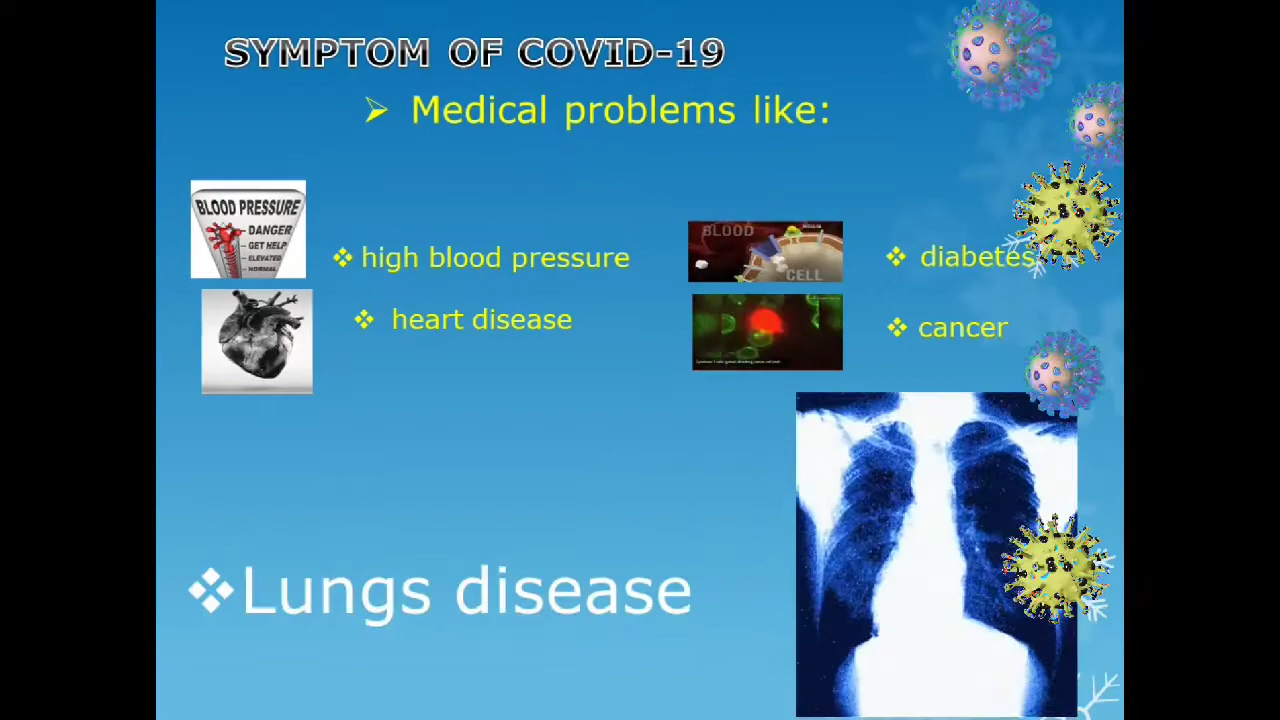 SYMPTOM OF COVID-19
➢ Medical problems like:
BLOOD PRESSURE
DANGER
GET HELP
ELEVATED
NORMAL
❖ high blood pressure
❖ heart disease
BLOOD
CELL
❖ diabetes
❖ cancer
❖Lungs disease